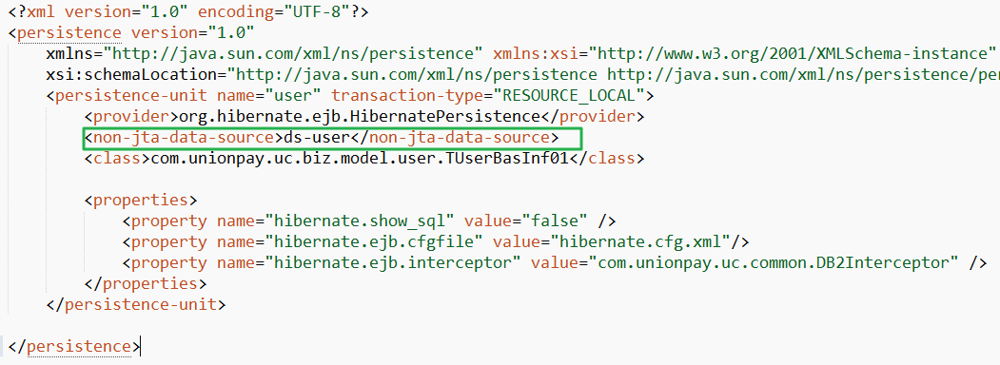 <?xml version="1.0" encoding="UTF-8"?>
<persistence version="1.0"
xmlns="http://java.sun.com/xml/ns/persistence" xmlns:xsi="http://www.w3.org/2001/XMLSchema-instance"
xsi:schemaLocation="http://java.sun.com/xml/ns/persistence http://java.sun.com/xml/ns/persistence/pe
<persistence-unit name="user" transaction-type="RESOURCE_LOCAL">
<provider>org.hibernate.ejb.HibernatePersistence</provider>
<non-jta-data-source>ds-user</non-jta-data-source>
<class>com.unionpay.uc.biz.model.user.TUserBasInf01</class>
<properties>
<property name="hibernate.show_sql" value="false" />
<property name="hibernate.ejb.cfgfile" value="hibernate.cfg.xml"/>
<property name="hibernate.ejb.interceptor" value="com.unionpay.uc.common.DB2Interceptor" />
</properties>
</persistence-unit>
</persistence>